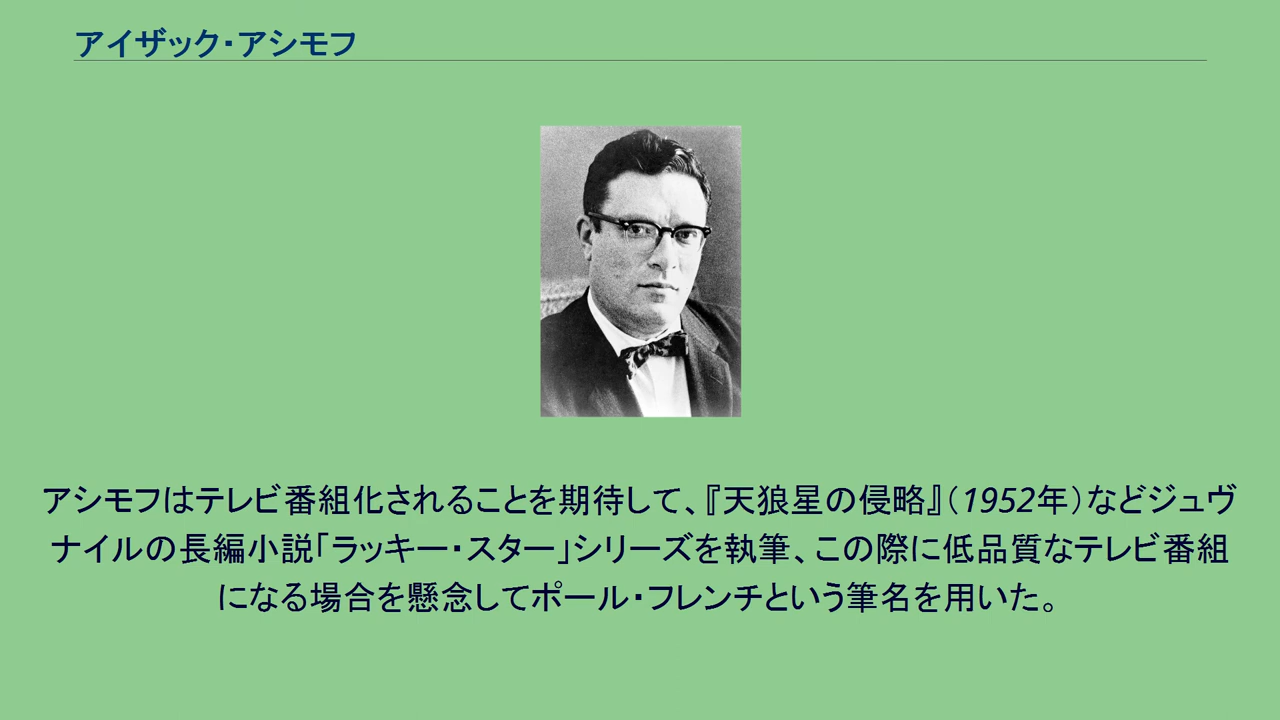 アイザック・アシモフ
アシモフはテレビ番組化されることを期待して、『天狼星の侵略』（1952年）などジュヴ
ナイルの長編小説「ラッキー・スター」シリーズを執筆、この際に低品質なテレビ番組
になる場合を懸念してポール・フレンチという筆名を用いた。